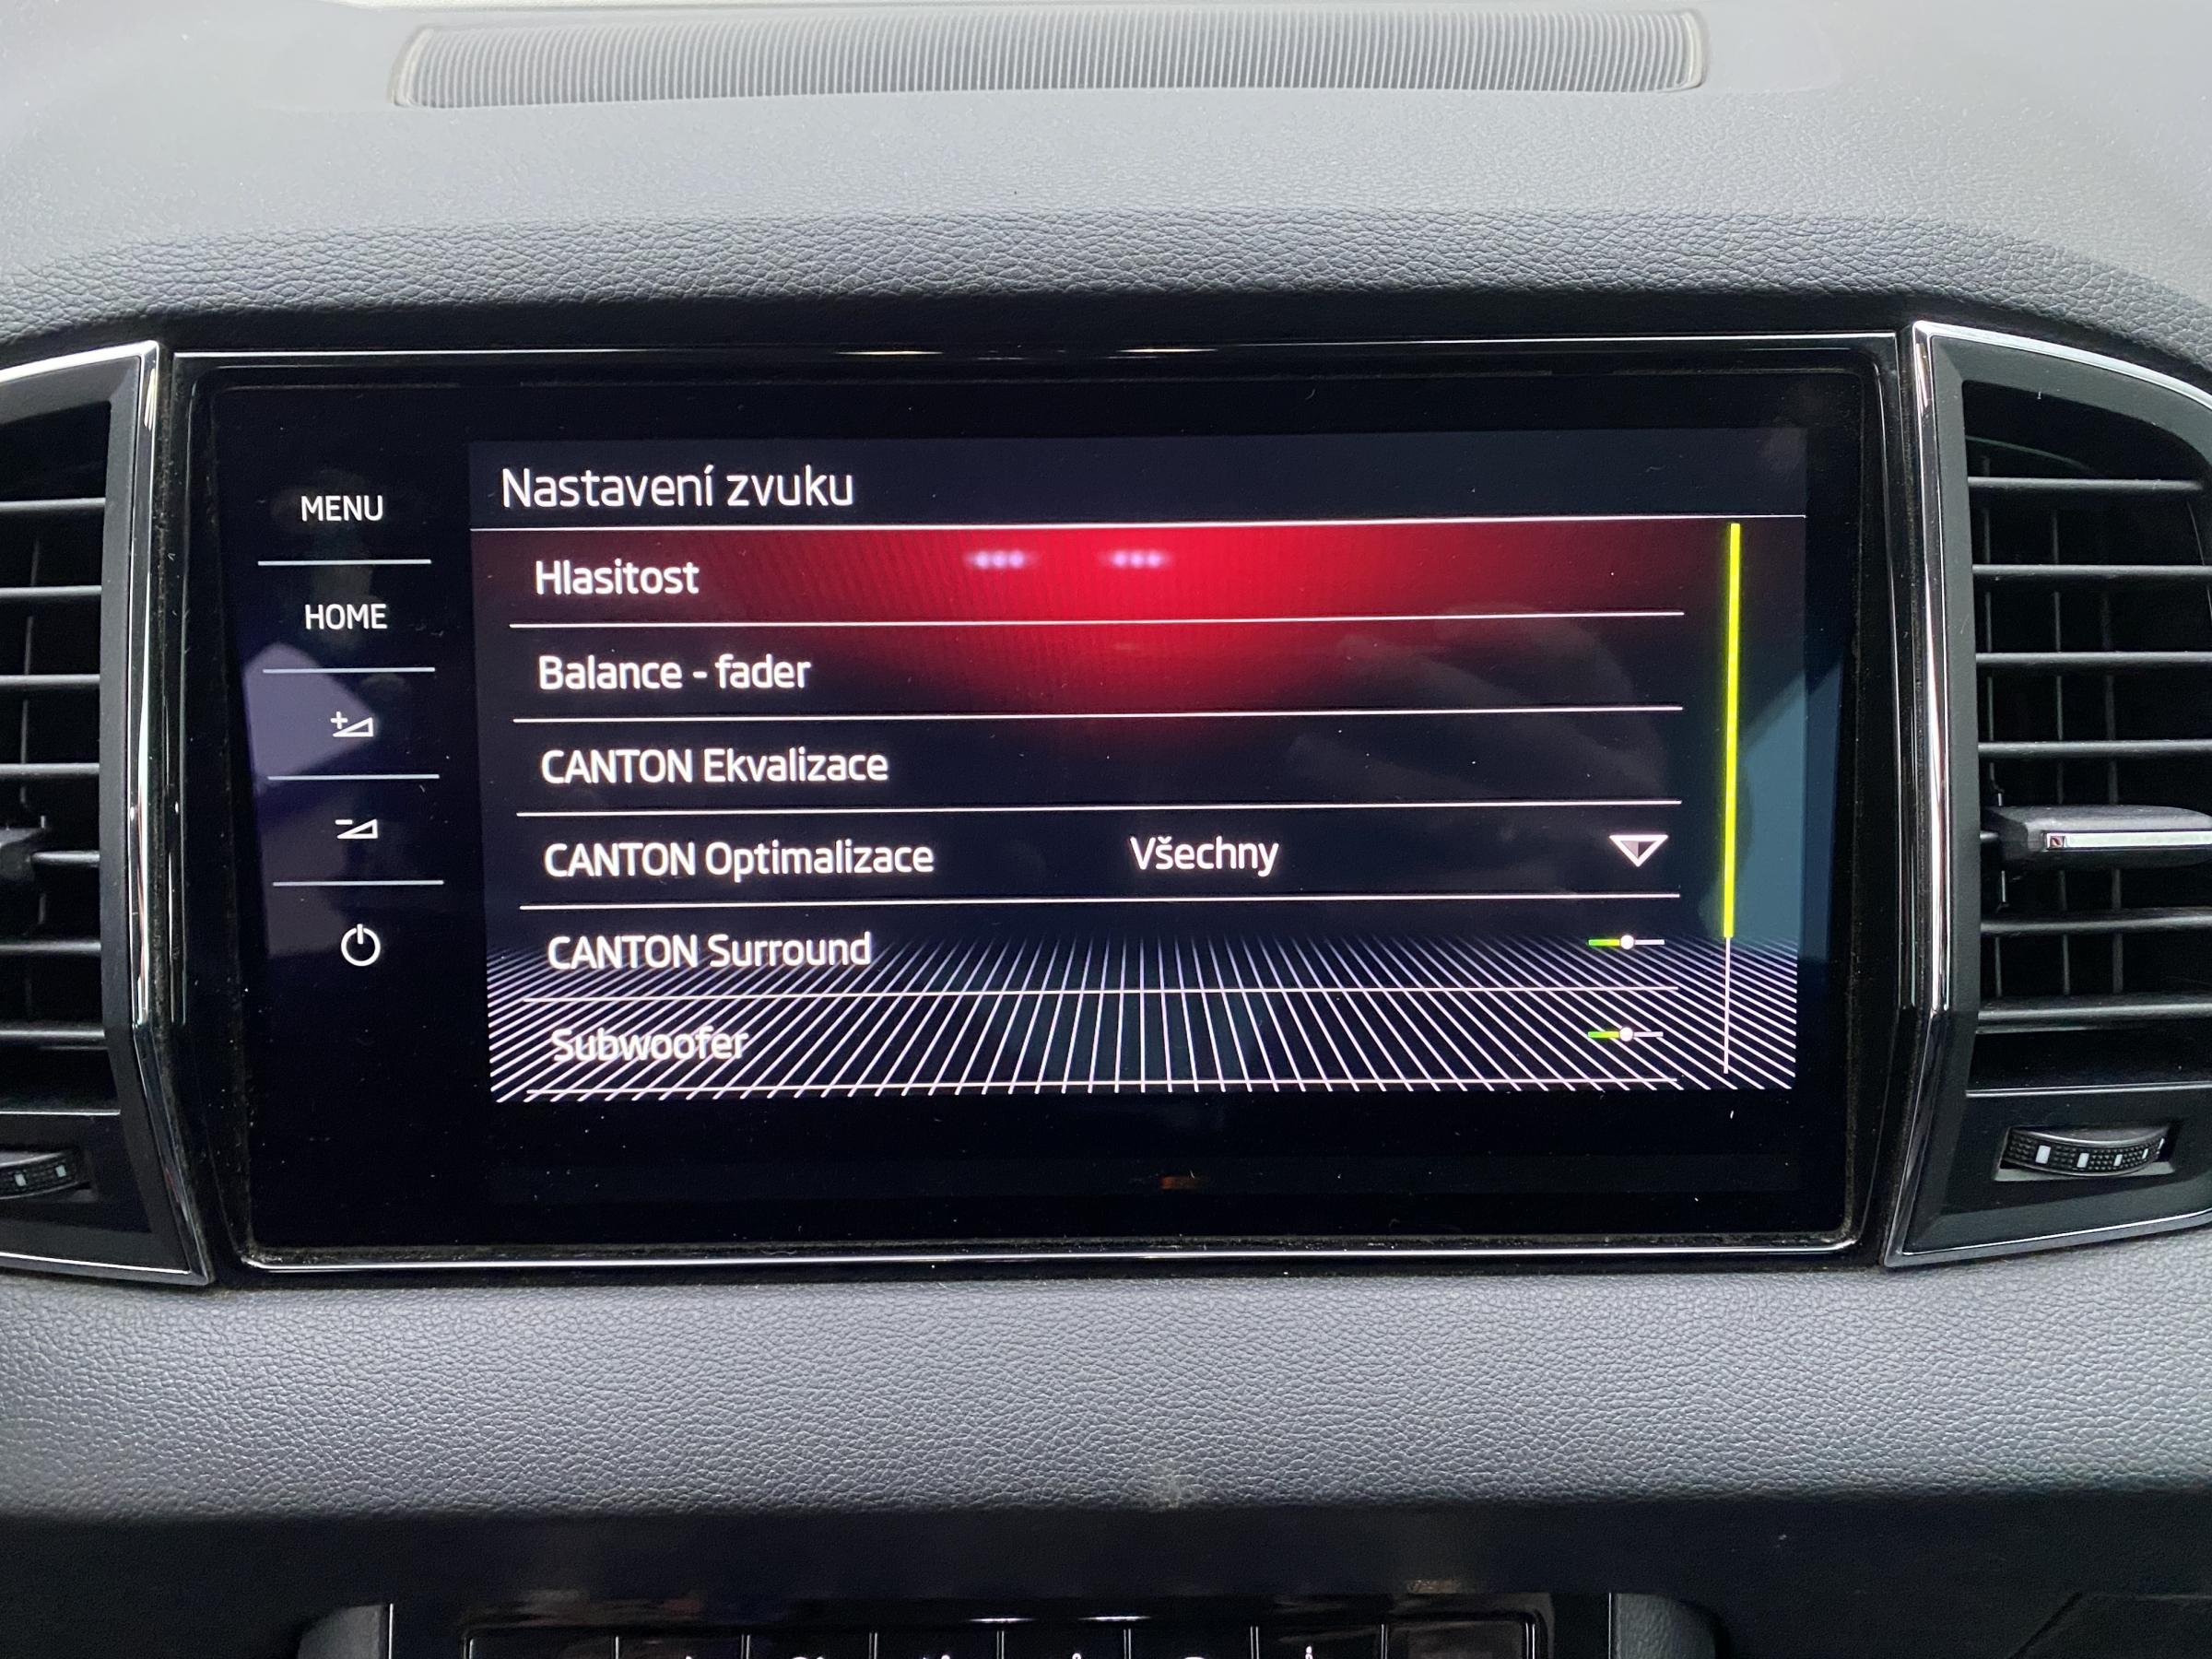 Nastavení zvuku
MENU
HOME
Hlasitost
Balance - fader
CANTON Ekvalizace
CANTON Optimalizace Všechny
CANTON Surround
Subwoofer